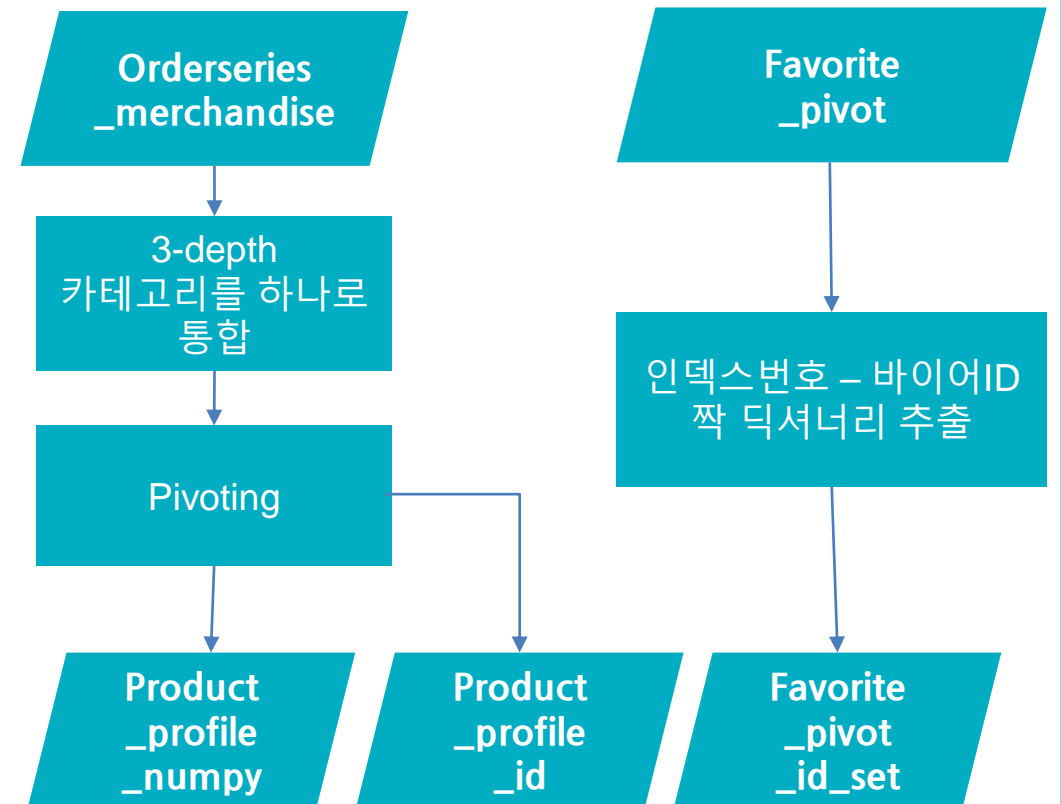 Orderseries
_merchandise
Favorite
_pivot
3-depth
카테고리를 하나로
통합
인덱스번호 – 바이어ID
짝 딕셔너리 추출
Pivoting
Product
_profile
_numpy
Product
_profile
_id
Favorite
_pivot
_id_set